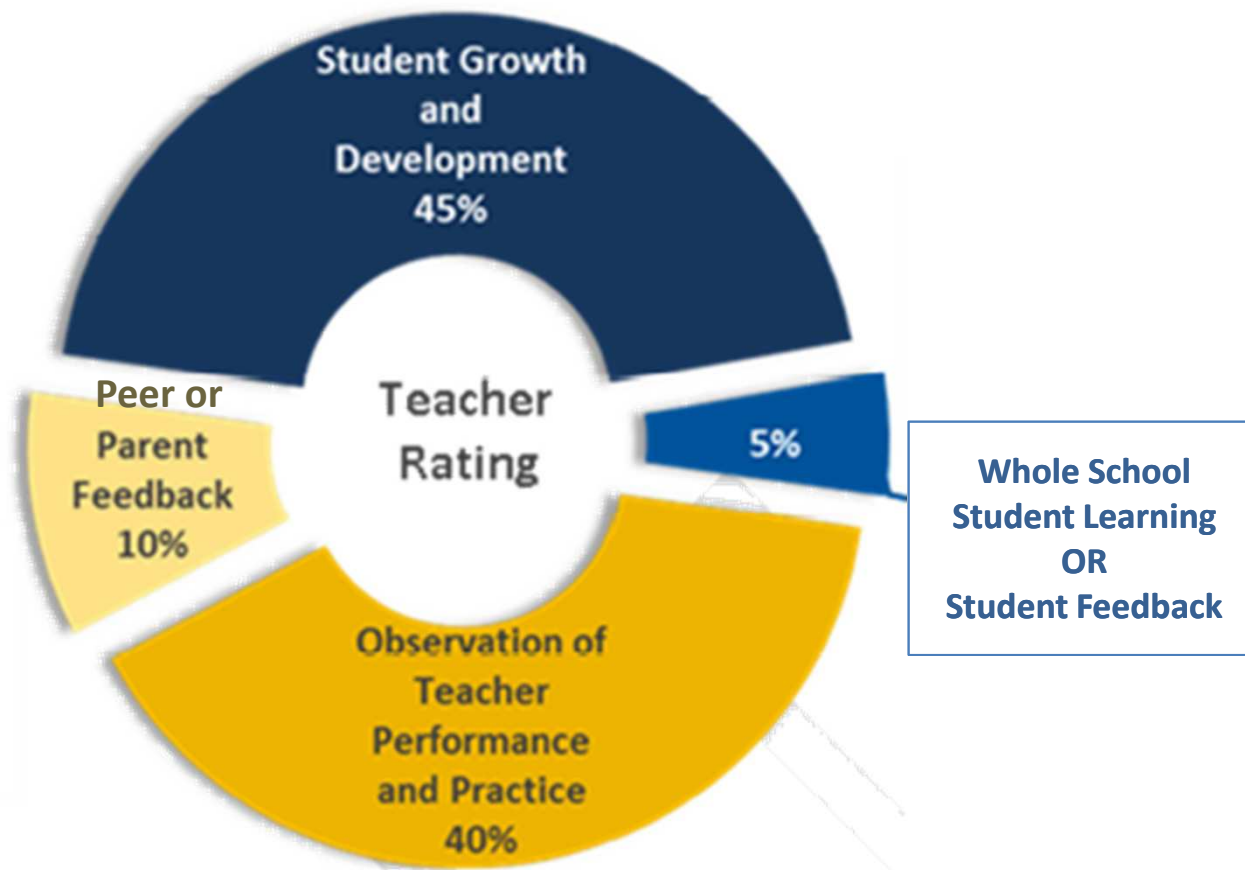 Student Growth
and
Development
45%
Peer or
Parent
Feedback
10%
Teacher
Rating
5%
Whole School
Student Learning
OR
Student Feedback
Observation of
Teacher
Performance
and Practice
40%